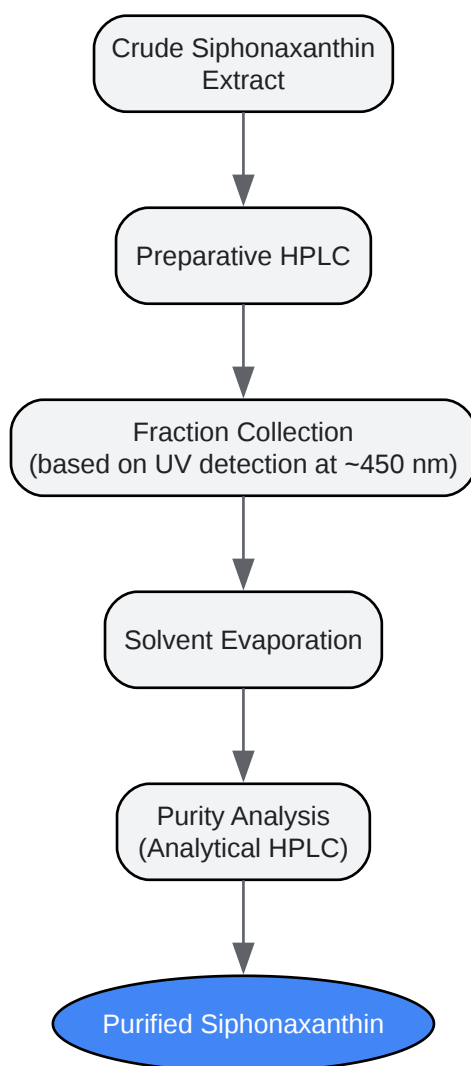 Crude Siphonaxanthin
Extract
Preparative HPLC
Fraction Collection
(based on UV detection at ~450 nm)
Solvent Evaporation
Purity Analysis
(Analytical HPLC)
Purified Siphonaxanthin